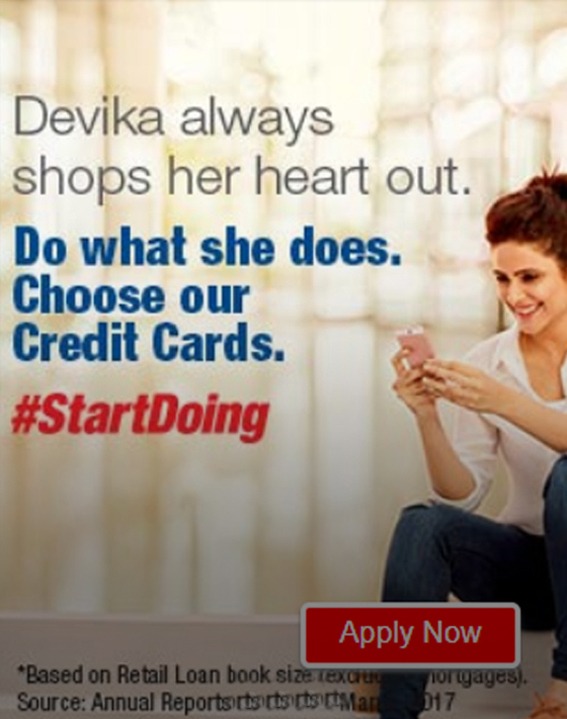 Devika always
shops her heart out.
Do what she does.
Choose our
Credit Cards.
#StartDoing
Apply Now
*Based on Retail Loan book size
Source: Annual Reports